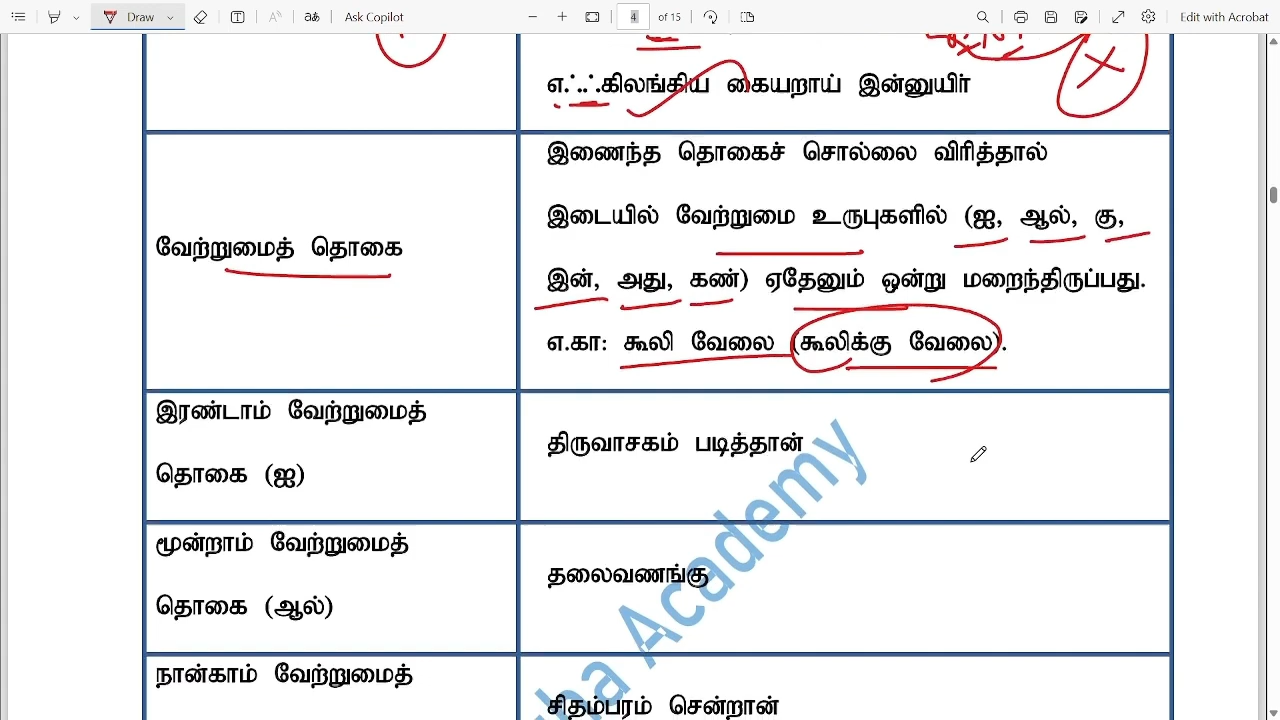 Draw
Ask Copilot
4 of 15
Edit with Acrobat
எஃகிலங்கிய கையறாய் இன்னுயிர்
வேற்றுமைத் தொகை
இணைந்த தொகைச் சொல்லை விரித்தால்
இடையில் வேற்றுமை உருபுகளில் (ஐ, ஆல், கு,
இன், அது, கண்) ஏதேனும் ஒன்று மறைந்திருப்பது.
எ.கா: கூலி வேலை (கூலிக்கு வேலை).
இரண்டாம் வேற்றுமைத்
தொகை (ஐ)
திருவாசகம் படித்தான்
மூன்றாம் வேற்றுமைத்
தொகை (ஆல்)
தலைவணங்கு
நான்காம் வேற்றுமைத்
சிதம்பரம் சென்றான்
Academy